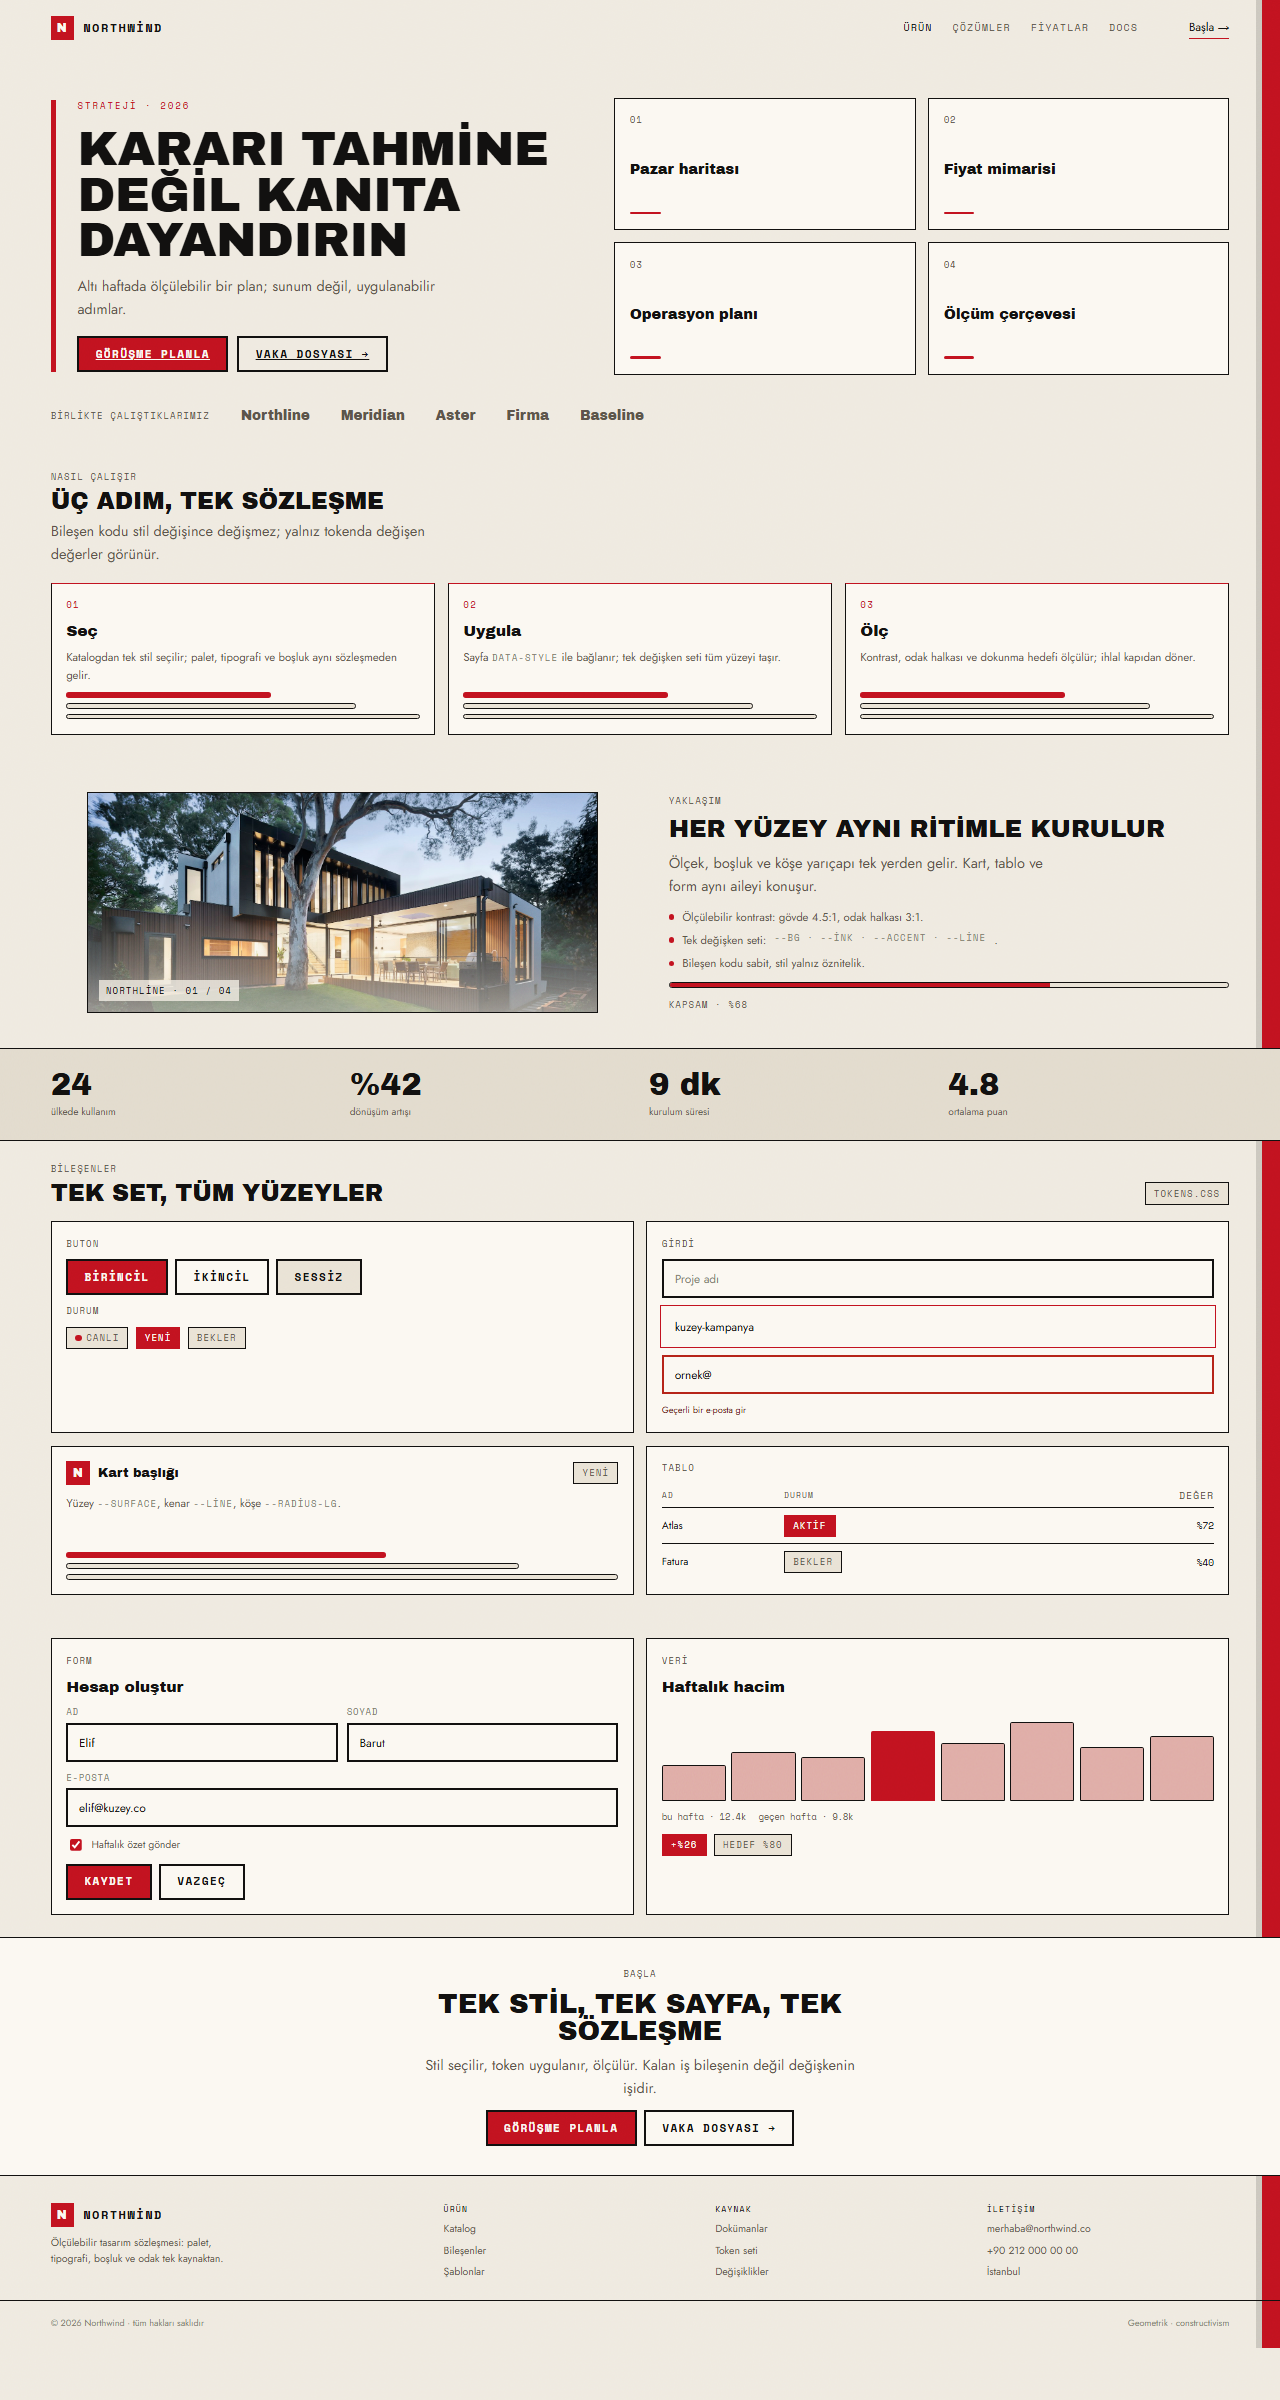 N NORTHWİND
ÜRÜN ÇÖZÜMLER FİYATLAR DOCS Başla →
STRATEJİ · 2026
KARARI TAHMİNE
DEĞİL KANITA
DAYANDIRIN
Altı haftada ölçülebilir bir plan; sunum değil, uygulanabilir
adımlar.
GÖRÜŞME PLANLA VAKA DOSYASI →
01
Pazar haritası
02
Fiyat mimarisi
03
Operasyon planı
04
Ölçüm çerçevesi
BİRLİKTE ÇALIŞTIKLARIMIZ Northline Meridian Aster Firma Baseline
NASIL ÇALIŞIR
ÜÇ ADIM, TEK SÖZLEŞME
Bileşen kodu stil değişince değişmez; yalnız tokenda değişen
değerler görünür.
01
Seç
Katalogdan tek stil seçilir; palet, tipografi ve boşluk aynı sözleşmeden
gelir.
02
Uygula
Sayfa DATA-STYLE ile bağlanır; tek değişken seti tüm yüzeyi taşır.
03
Ölç
Kontrast, odak halkası ve dokunma hedefi ölçülür; ihlal kapıdan döner.
NORTHLİNE · 01 / 04
YAKLAŞIM
HER YÜZEY AYNI RİTİMLE KURULUR
Ölçek, boşluk ve köşe yarıçapı tek yerden gelir. Kart, tablo ve
form aynı aileyi konuşur.
Ölçülebilir kontrast: gövde 4.5:1, odak halkası 3:1.
Tek değişken seti: --BG · --İNK · --ACCENT · --LİNE .
Bileşen kodu sabit, stil yalnız öznitelik.
KAPSAM · %68
24
ülkede kullanım
%42
dönüşüm artışı
9 dk
kurulum süresi
4.8
ortalama puan
BİLEŞENLER
TEK SET, TÜM YÜZEYLER
TOKENS.CSS
BUTON
BİRİNCİL İKİNCİL SESSİZ
DURUM
CANLI YENİ BEKLER
GİRDİ
Proje adı
kuzey-kampanya
ornek@
Geçerli bir e-posta gir
N Kart başlığı YENİ
Yüzey --SURFACE, kenar --LİNE, köşe --RADİUS-LG.
TABLO
AD DURUM DEĞER
Atlas AKTİF %72
Fatura BEKLER %40
FORM
Hesap oluştur
AD SOYAD
Elif Barut
E-POSTA
elif@kuzey.co
Haftalık özet gönder
KAYDET VAZGEÇ
VERİ
Haftalık hacim
bu hafta · 12.4k geçen hafta · 9.8k
+%26 HEDEF %80
BAŞLA
TEK STİL, TEK SAYFA, TEK
SÖZLEŞME
Stil seçilir, token uygulanır, ölçülür. Kalan iş bileşenin değil değişkenin
işidir.
GÖRÜŞME PLANLA VAKA DOSYASI →
N NORTHWİND
Ölçülebilir tasarım sözleşmesi: palet,
tipografi, boşluk ve odak tek kaynaktan.
ÜRÜN
Katalog
Bileşenler
Şablonlar
KAYNAK
Dokümanlar
Token seti
Değişiklikler
İLETİŞİM
merhaba@northwind.co
+90 212 000 00 00
İstanbul
© 2026 Northwind · tüm hakları saklıdır
Geometrik · constructivism